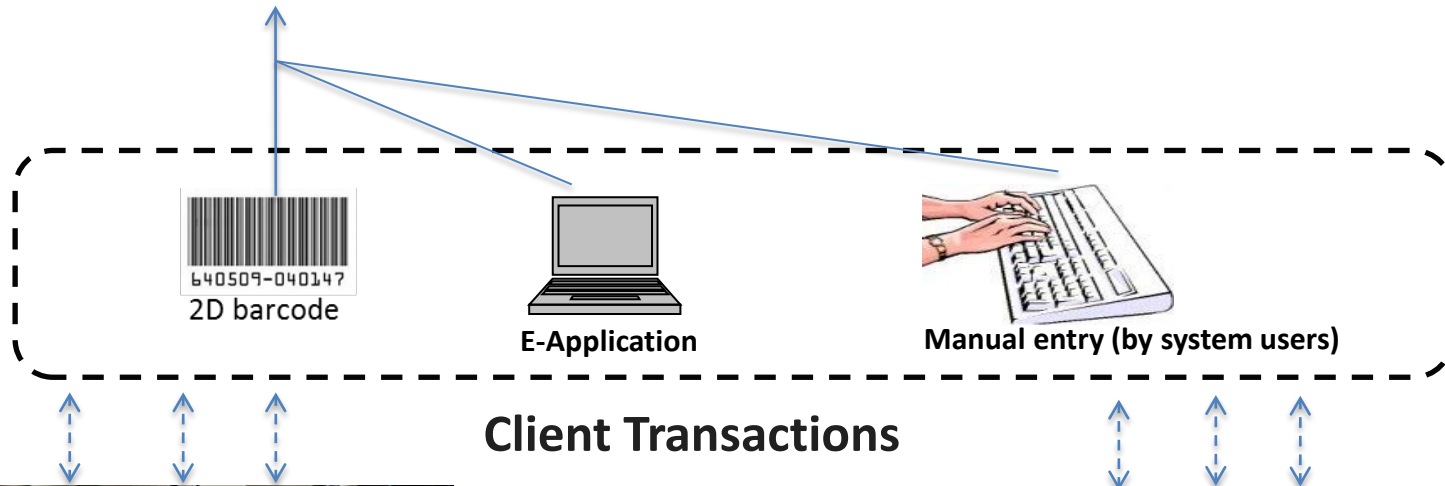 640509-040147
2D barcode
E-Application
Manual entry (by system users)
Client Transactions